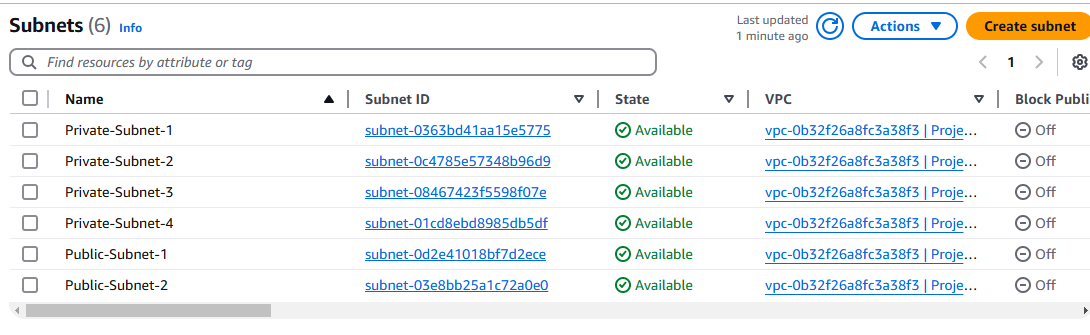 Subnets (6) Info
Last updated
1 minute ago
Actions
Create subnet
Find resources by attribute or tag
1
Name Subnet ID State VPC Block Publi
Private-Subnet-1 subnet-0363bd41aa15e5775 Available vpc-0b32f26a8fc3a38f3 | Proje… Off
Private-Subnet-2 subnet-0c4785e57348b96d9 Available vpc-0b32f26a8fc3a38f3 | Proje… Off
Private-Subnet-3 subnet-08467423f5598f07e Available vpc-0b32f26a8fc3a38f3 | Proje… Off
Private-Subnet-4 subnet-01cd8ebd8985db5df Available vpc-0b32f26a8fc3a38f3 | Proje… Off
Public-Subnet-1 subnet-0d2e41018bf7d2ece Available vpc-0b32f26a8fc3a38f3 | Proje… Off
Public-Subnet-2 subnet-03e8bb25a1c72a0e0 Available vpc-0b32f26a8fc3a38f3 | Proje… Off